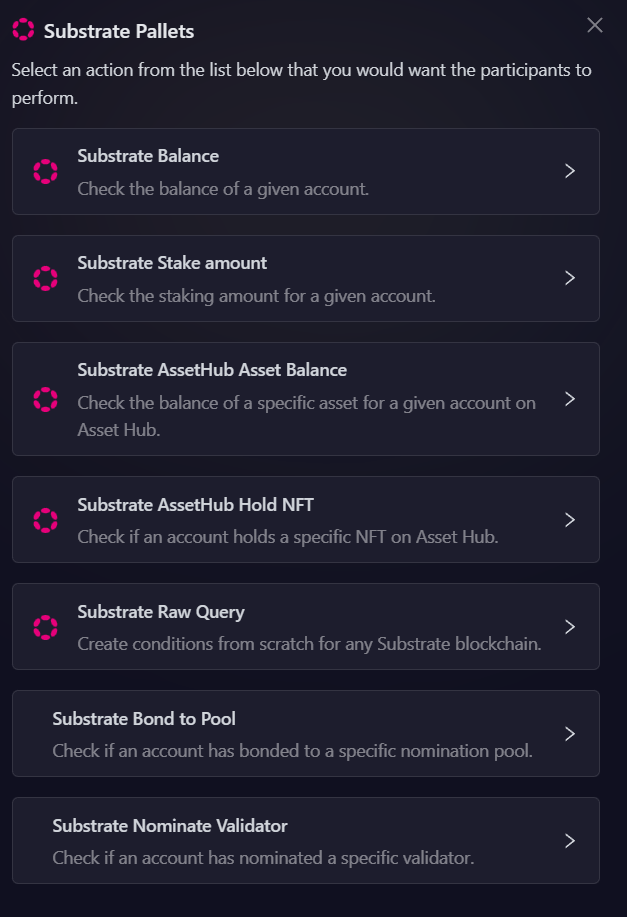 Substrate Pallets
Select an action from the list below that you would want the participants to
perform.
Substrate Balance
Check the balance of a given account.
Substrate Stake amount
Check the staking amount for a given account.
Substrate AssetHub Asset Balance
Check the balance of a specific asset for a given account on
Asset Hub.
Substrate AssetHub Hold NFT
Check if an account holds a specific NFT on Asset Hub.
Substrate Raw Query
Create conditions from scratch for any Substrate blockchain.
Substrate Bond to Pool
Check if an account has bonded to a specific nomination pool.
Substrate Nominate Validator
Check if an account has nominated a specific validator.